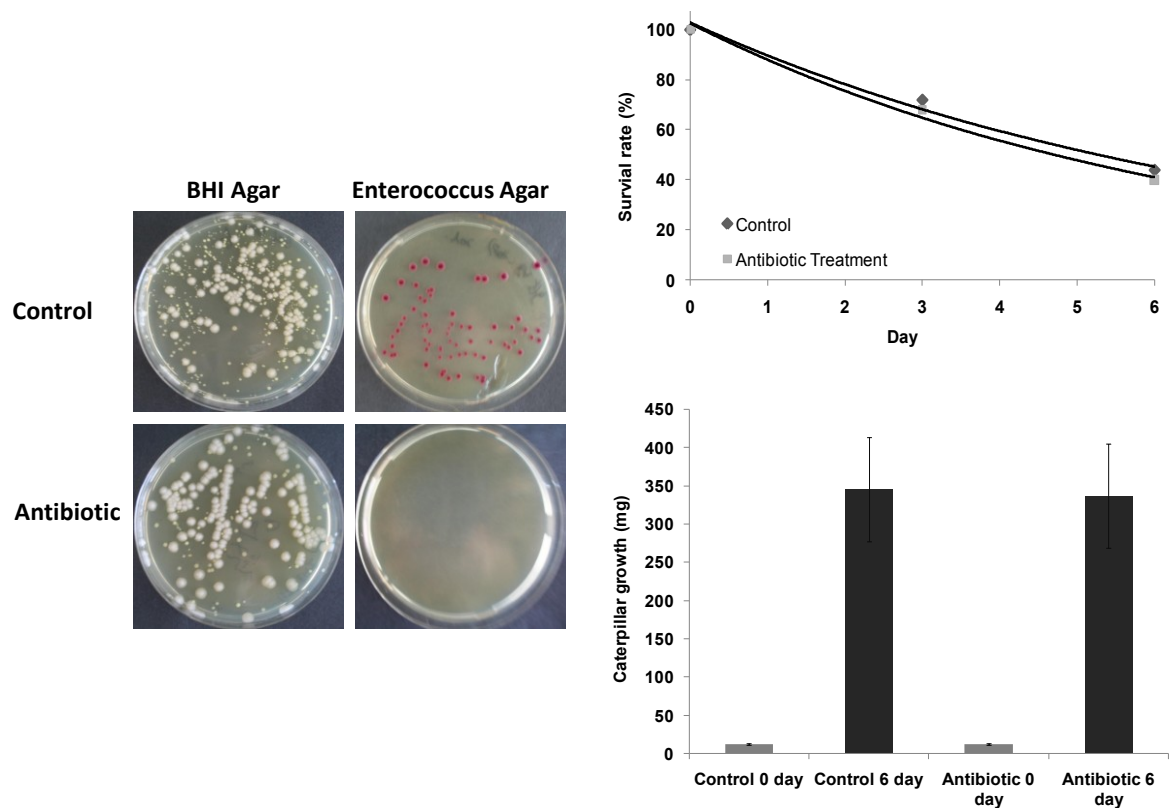 BHI Agar
Enterococcus Agar
Control
Antibiotic
100
80
60
40
20
0
Survial rate (%)
Control
Antibiotic Treatment
0 1 2 3 4 5 6
Day
450
400
350
300
250
200
150
100
50
0
Caterpillar growth (mg)
Control 0 day Control 6 day Antibiotic 0 Antibiotic 6
day day